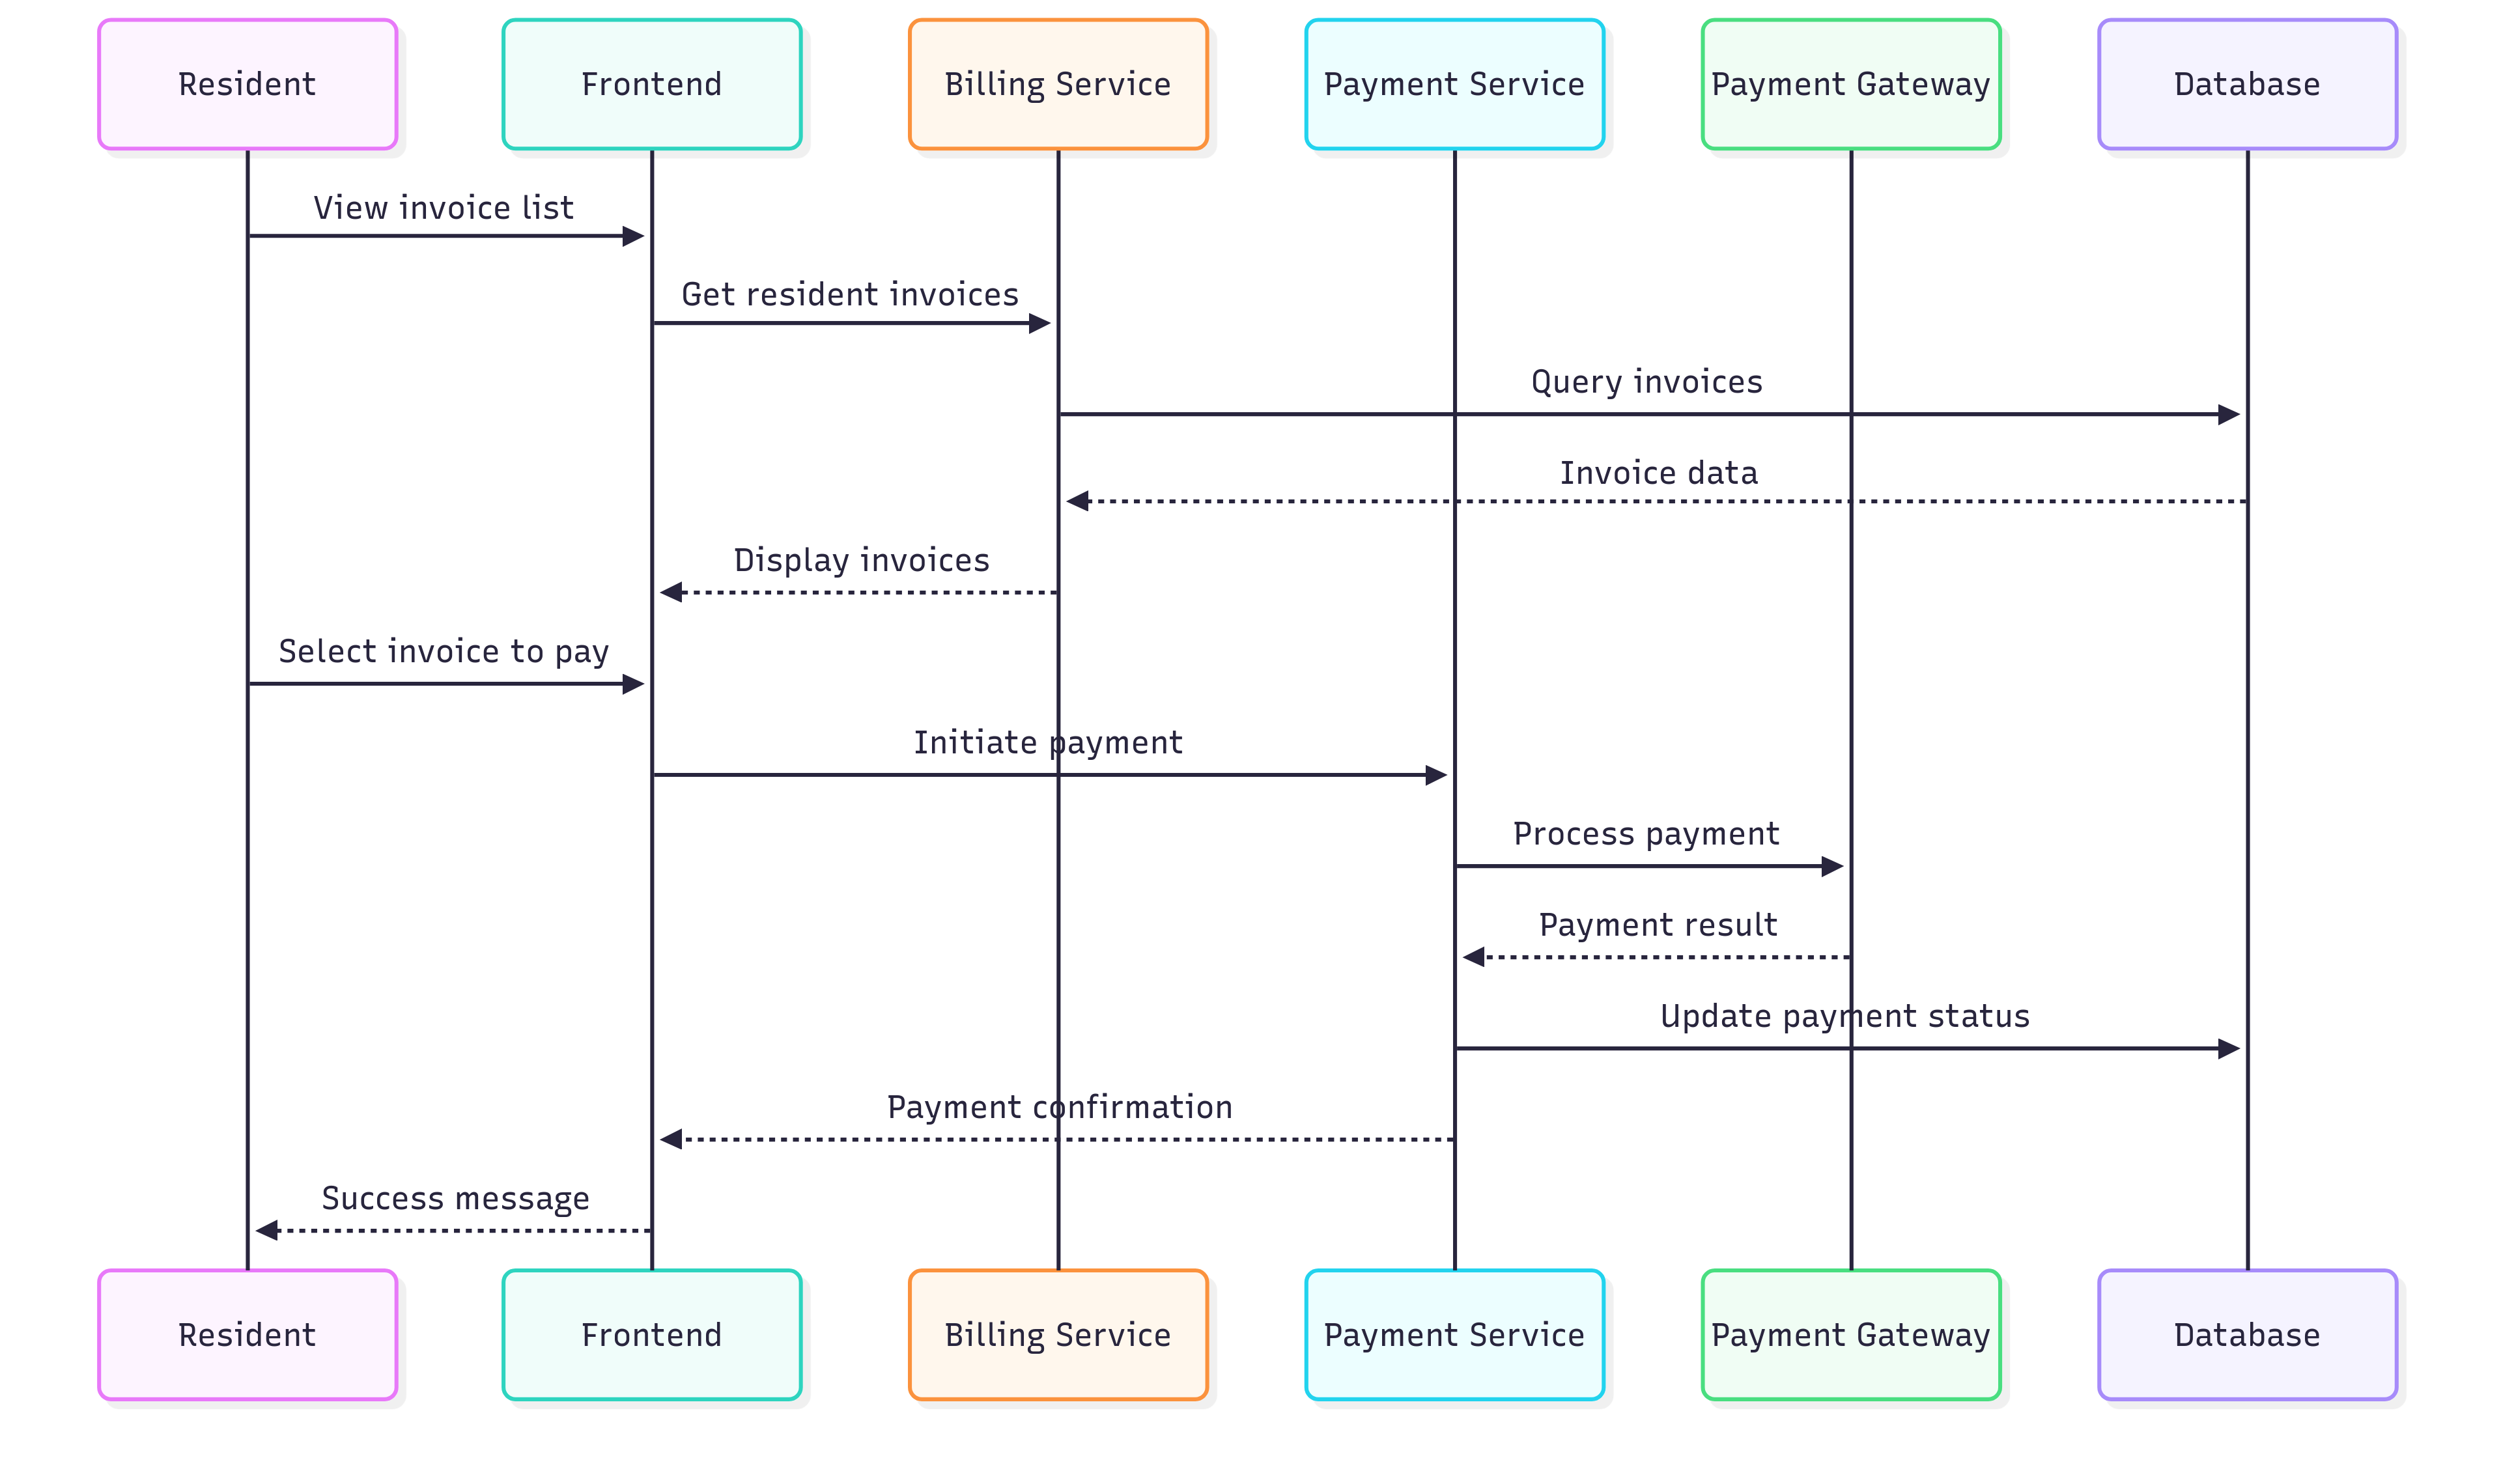 Resident
Frontend
Billing Service
Payment Service
Payment Gateway
Database
View invoice list
Get resident invoices
Query invoices
Invoice data
Display invoices
Select invoice to pay
Initiate payment
Process payment
Payment result
Update payment status
Payment confirmation
Success message
Resident
Frontend
Billing Service
Payment Service
Payment Gateway
Database